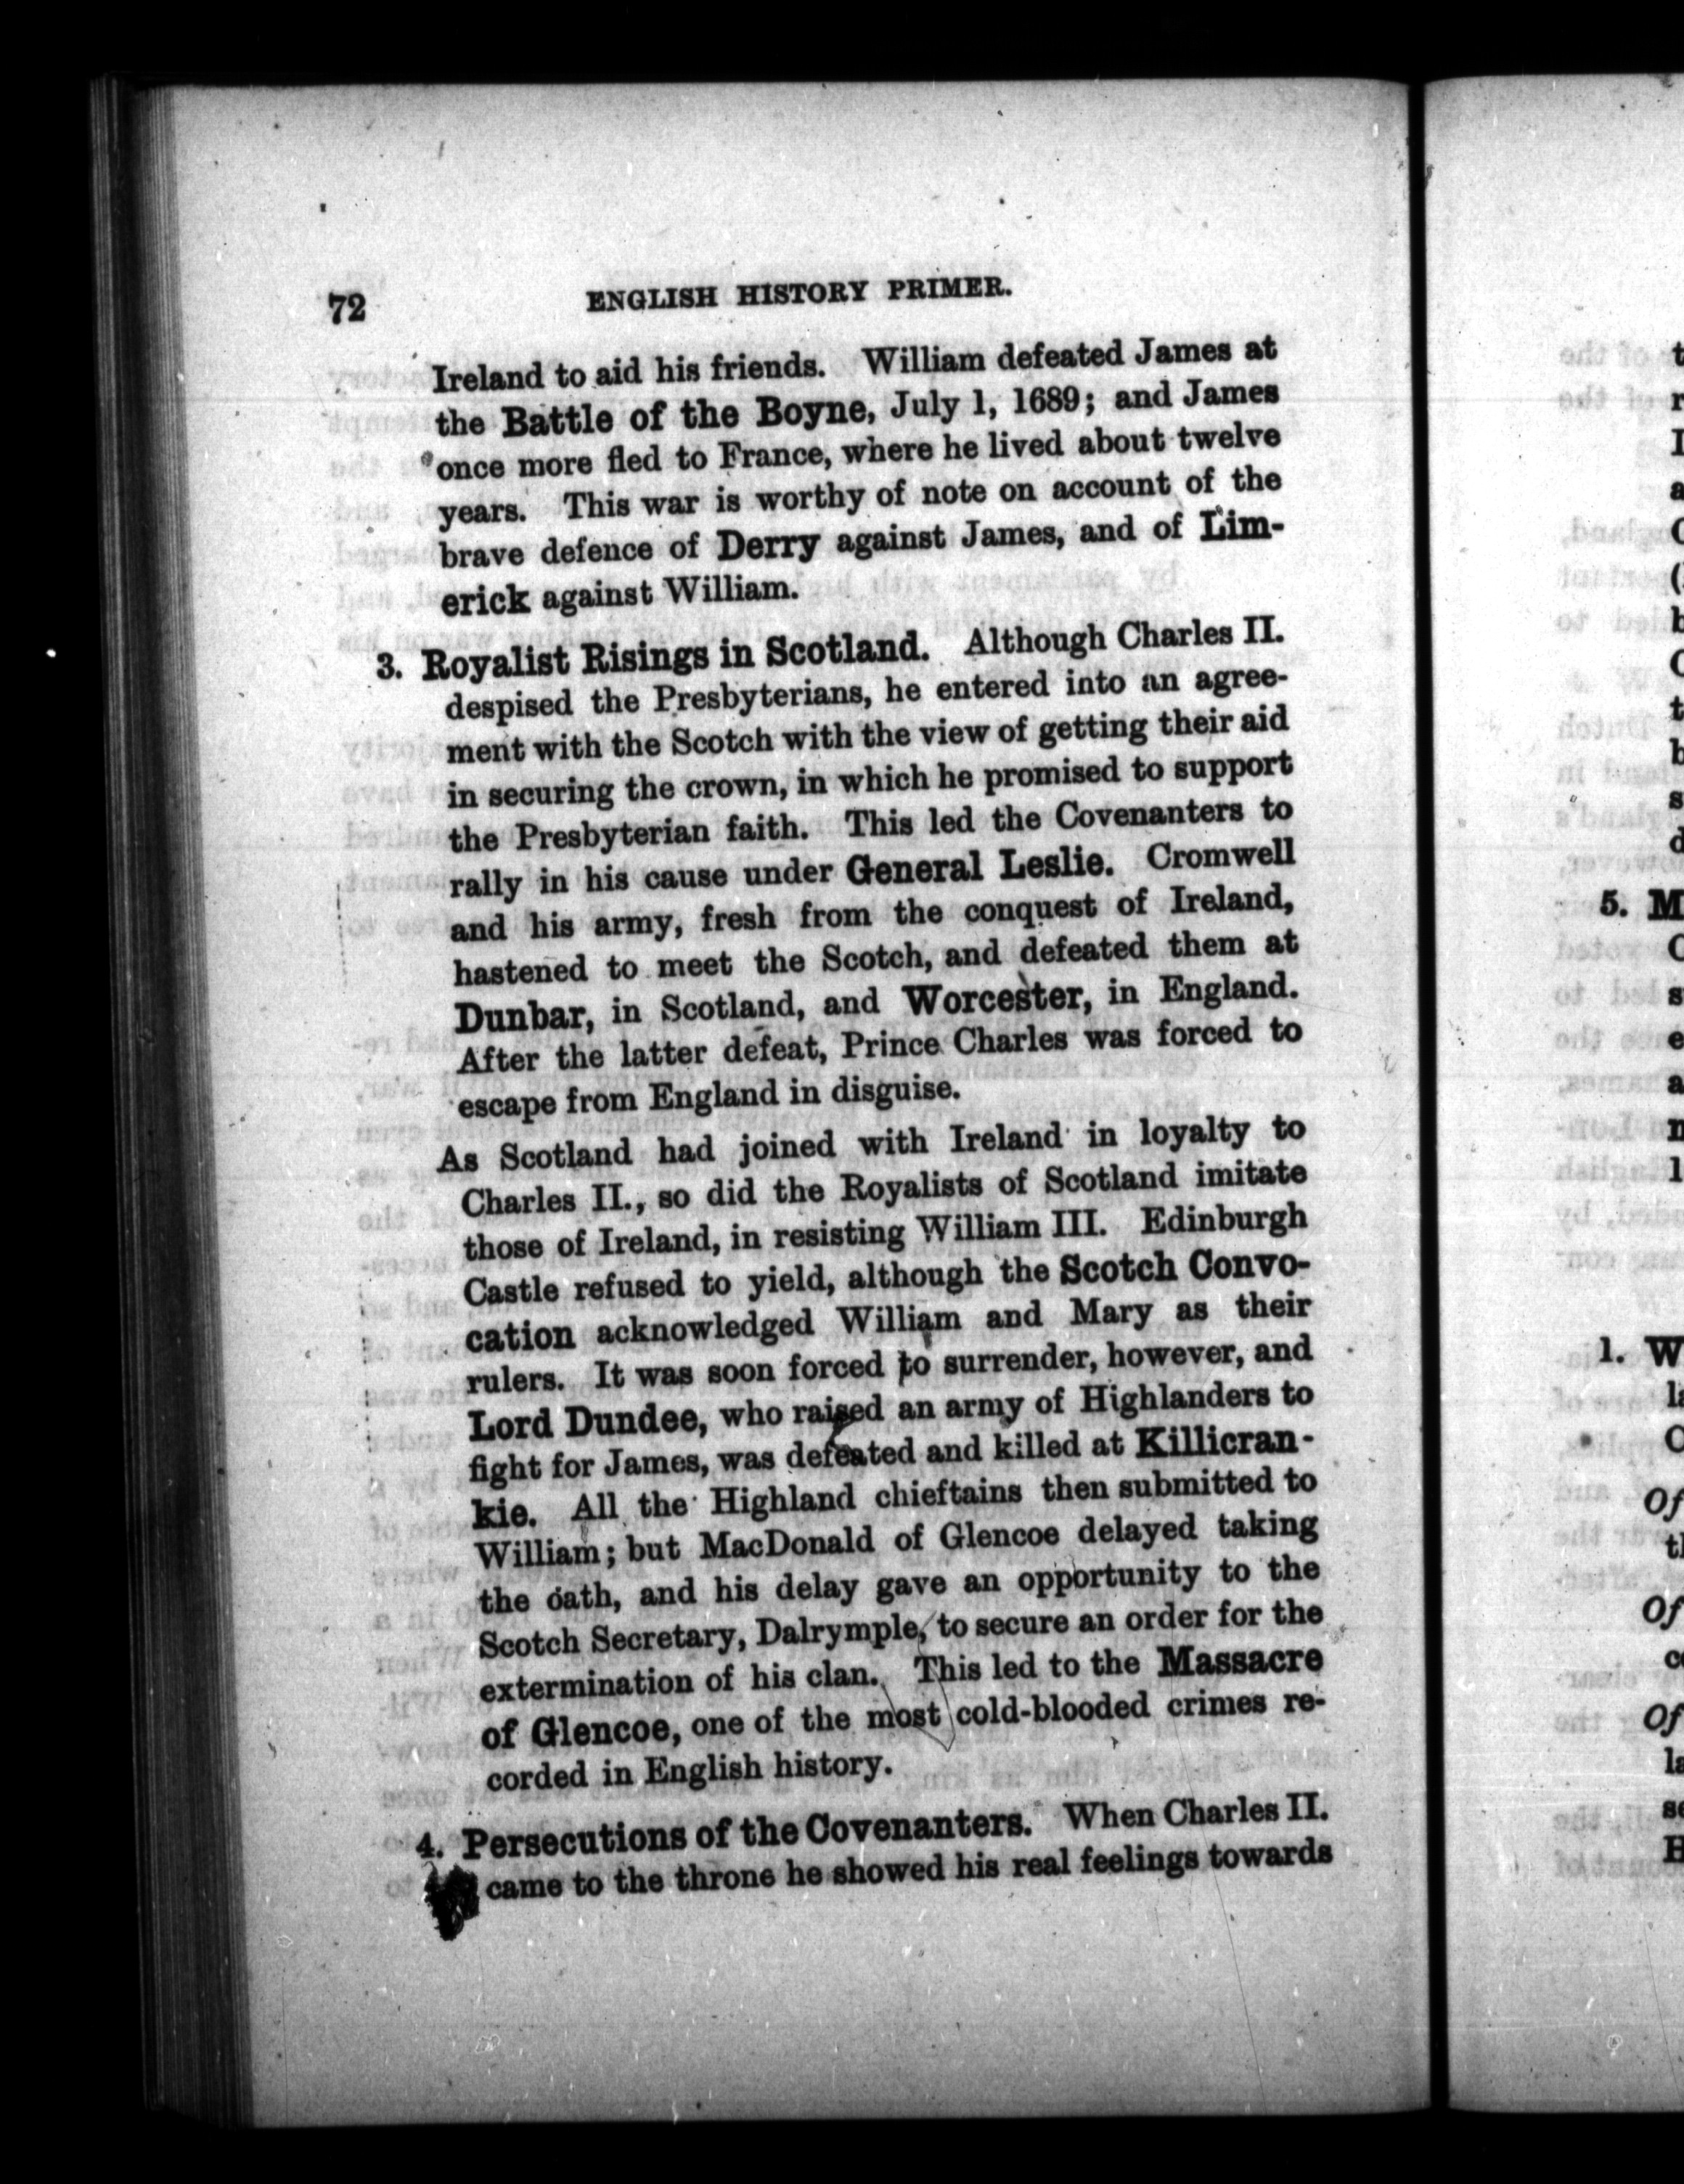 72
ENGLISH HISTORY PRIMER.
Ireland to aid his friends. William defeated James at
the Battle of the Boyne, July 1, 1689; and James
once more fled to France, where he lived about twelve
years. This war is worthy of note on account of the
brave defence of Derry against James, and of Lim-
erick against William.
3. Royalist Risings in Scotland. Although Charles II.
despised the Presbyterians, he entered into an agree-
ment with the Scotch with the view of getting their aid
in securing the crown, in which he promised to support
the Presbyterian faith. This led the Covenanters to
rally in his cause under General Leslie. Cromwell
and his army, fresh from the conquest of Ireland,
hastened to meet the Scotch, and defeated them at
Dunbar, in Scotland, and Worcester, in England.
After the latter defeat, Prince Charles was forced to
escape from England in disguise.
As Scotland had joined with Ireland in loyalty to
Charles II., so did the Royalists of Scotland imitate
those of Ireland, in resisting William III. Edinburgh
Castle refused to yield, although the Scotch Convo-
cation acknowledged William and Mary as their
rulers. It was soon forced to surrender, however, and
Lord Dundee, who raised an army of Highlanders to
fight for James, was defeated and killed at Killicran-
kie. All the Highland chieftains then submitted to
William; but MacDonald of Glencoe delayed taking
the oath, and his delay gave an opportunity to the
Scotch Secretary, Dalrymple, to secure an order for the
extermination of his clan. This led to the Massacre
of Glencoe, one of the most cold-blooded crimes re-
corded in English history.
4. Persecutions of the Covenanters. When Charles II.
came to the throne he showed his real feelings towards
5. M
1. W
Of
Of
Of